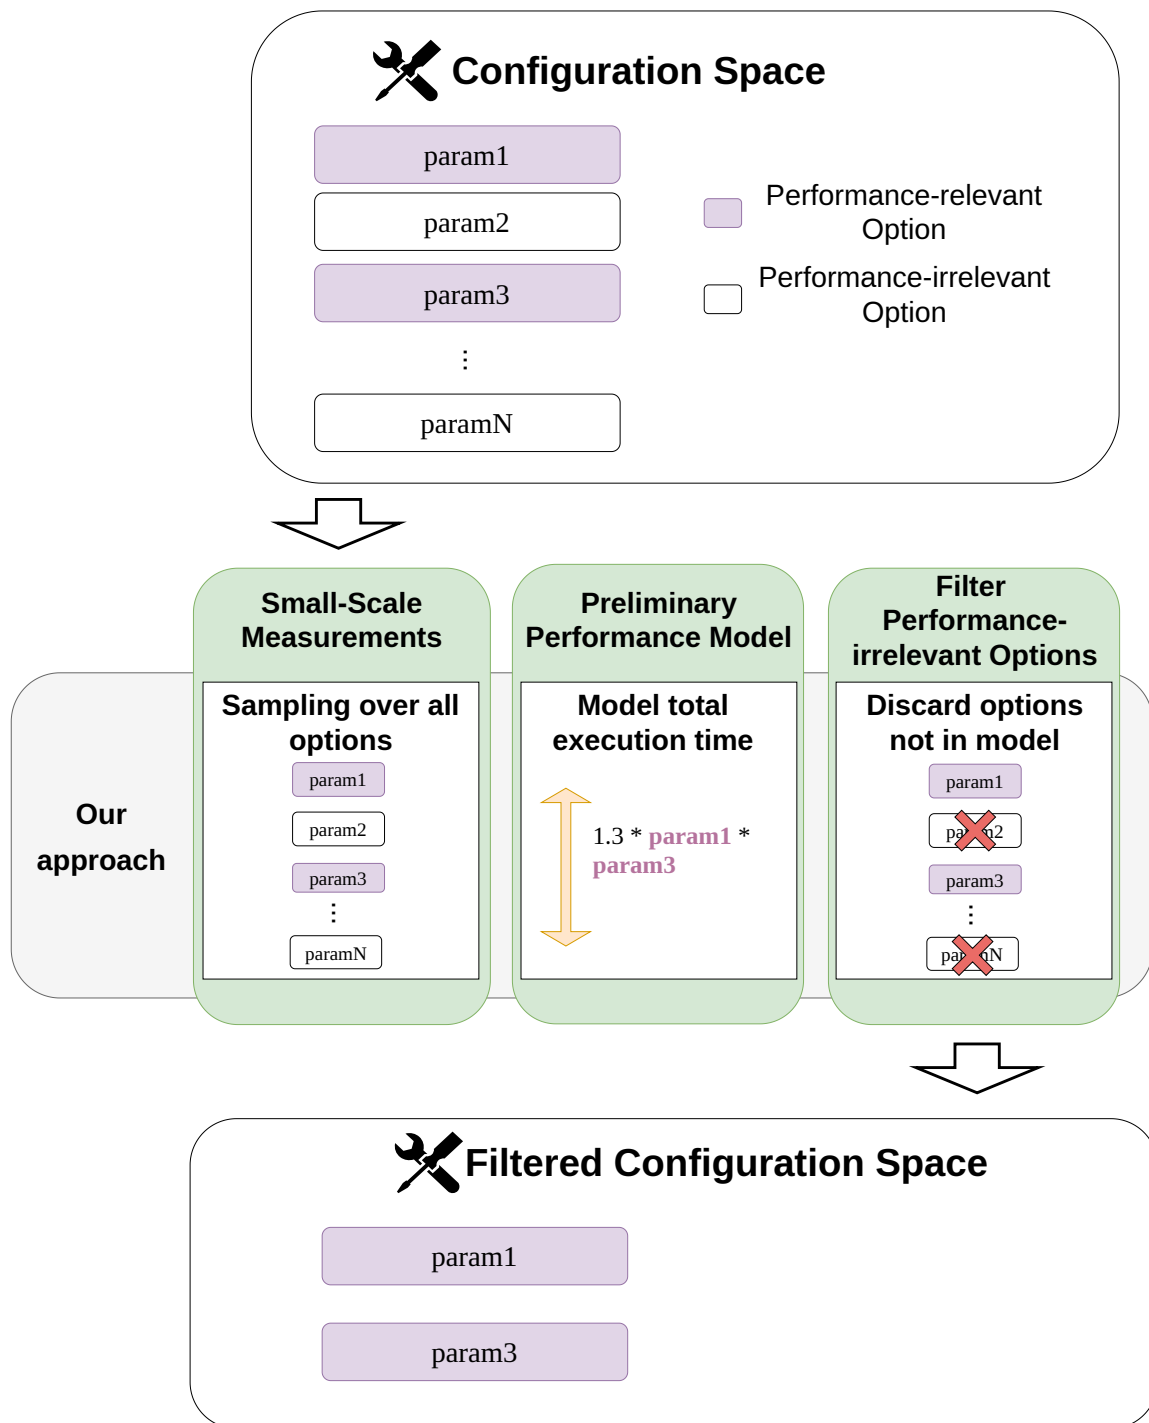 Configuration Space
param1
param2
param3
...
paramN
Performance-relevant
Option
Performance-irrelevant
Option
Our
approach
Small-Scale
Measurements
Sampling over all
options
param1
param2
param3
...
paramN
Preliminary
Performance Model
Model total
execution time
1.3 * param1 *
param3
Filter
Performance-
irrelevant Options
Discard options
not in model
param1
param2
param3
...
paramN
Filtered Configuration Space
param1
param3